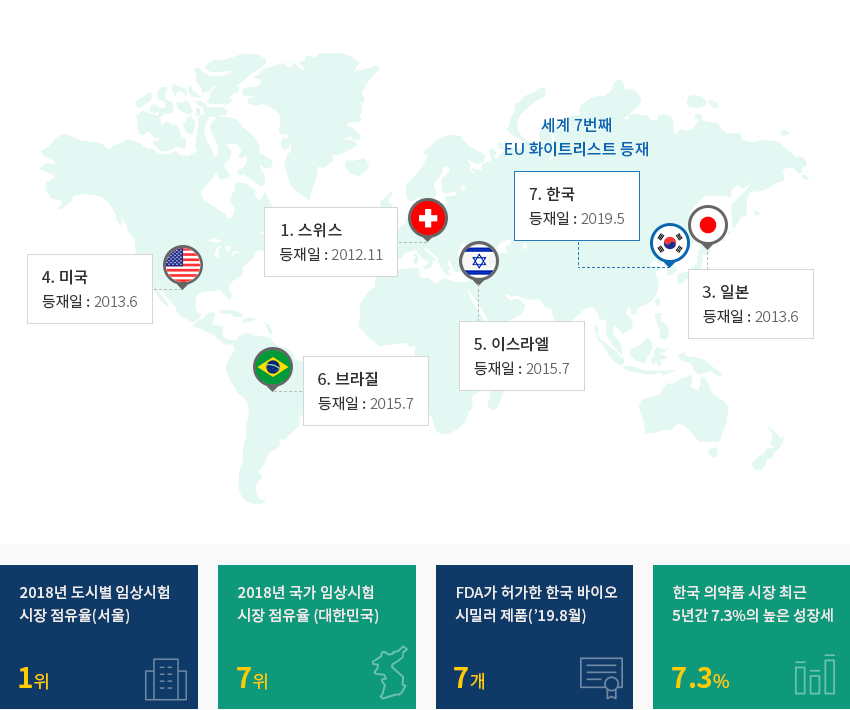 세계 7번째
EU 화이트리스트 등재
7. 한국
등재일 : 2019.5
1. 스위스
등재일 : 2012.11
4. 미국
등재일 : 2013.6
3. 일본
등재일 : 2013.6
5. 이스라엘
등재일 : 2015.7
6. 브라질
등재일 : 2015.7
2018년 도시별 임상시험
시장 점유율(서울)
1위
2018년 국가 임상시험
시장 점유율 (대한민국)
7위
FDA가 허가한 한국 바이오
시밀러 제품(’19.8월)
7개
한국 의약품 시장 최근
5년간 7.3%의 높은 성장세
7.3%